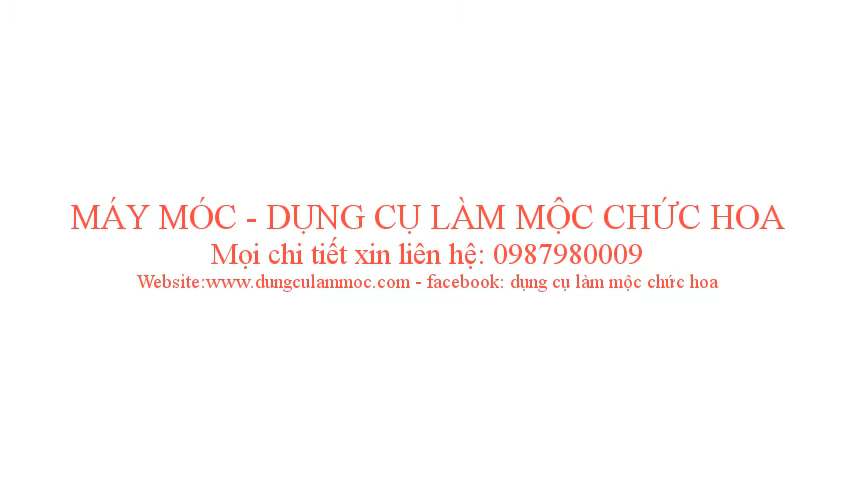 MÁY MÓC - DỤNG CỤ LÀM MỘC CHỨC HOA
Mọi chi tiết xin liên hệ: 0987980009
Website:www.dungculammoc.com - facebook: dụng cụ làm mộc chức hoa